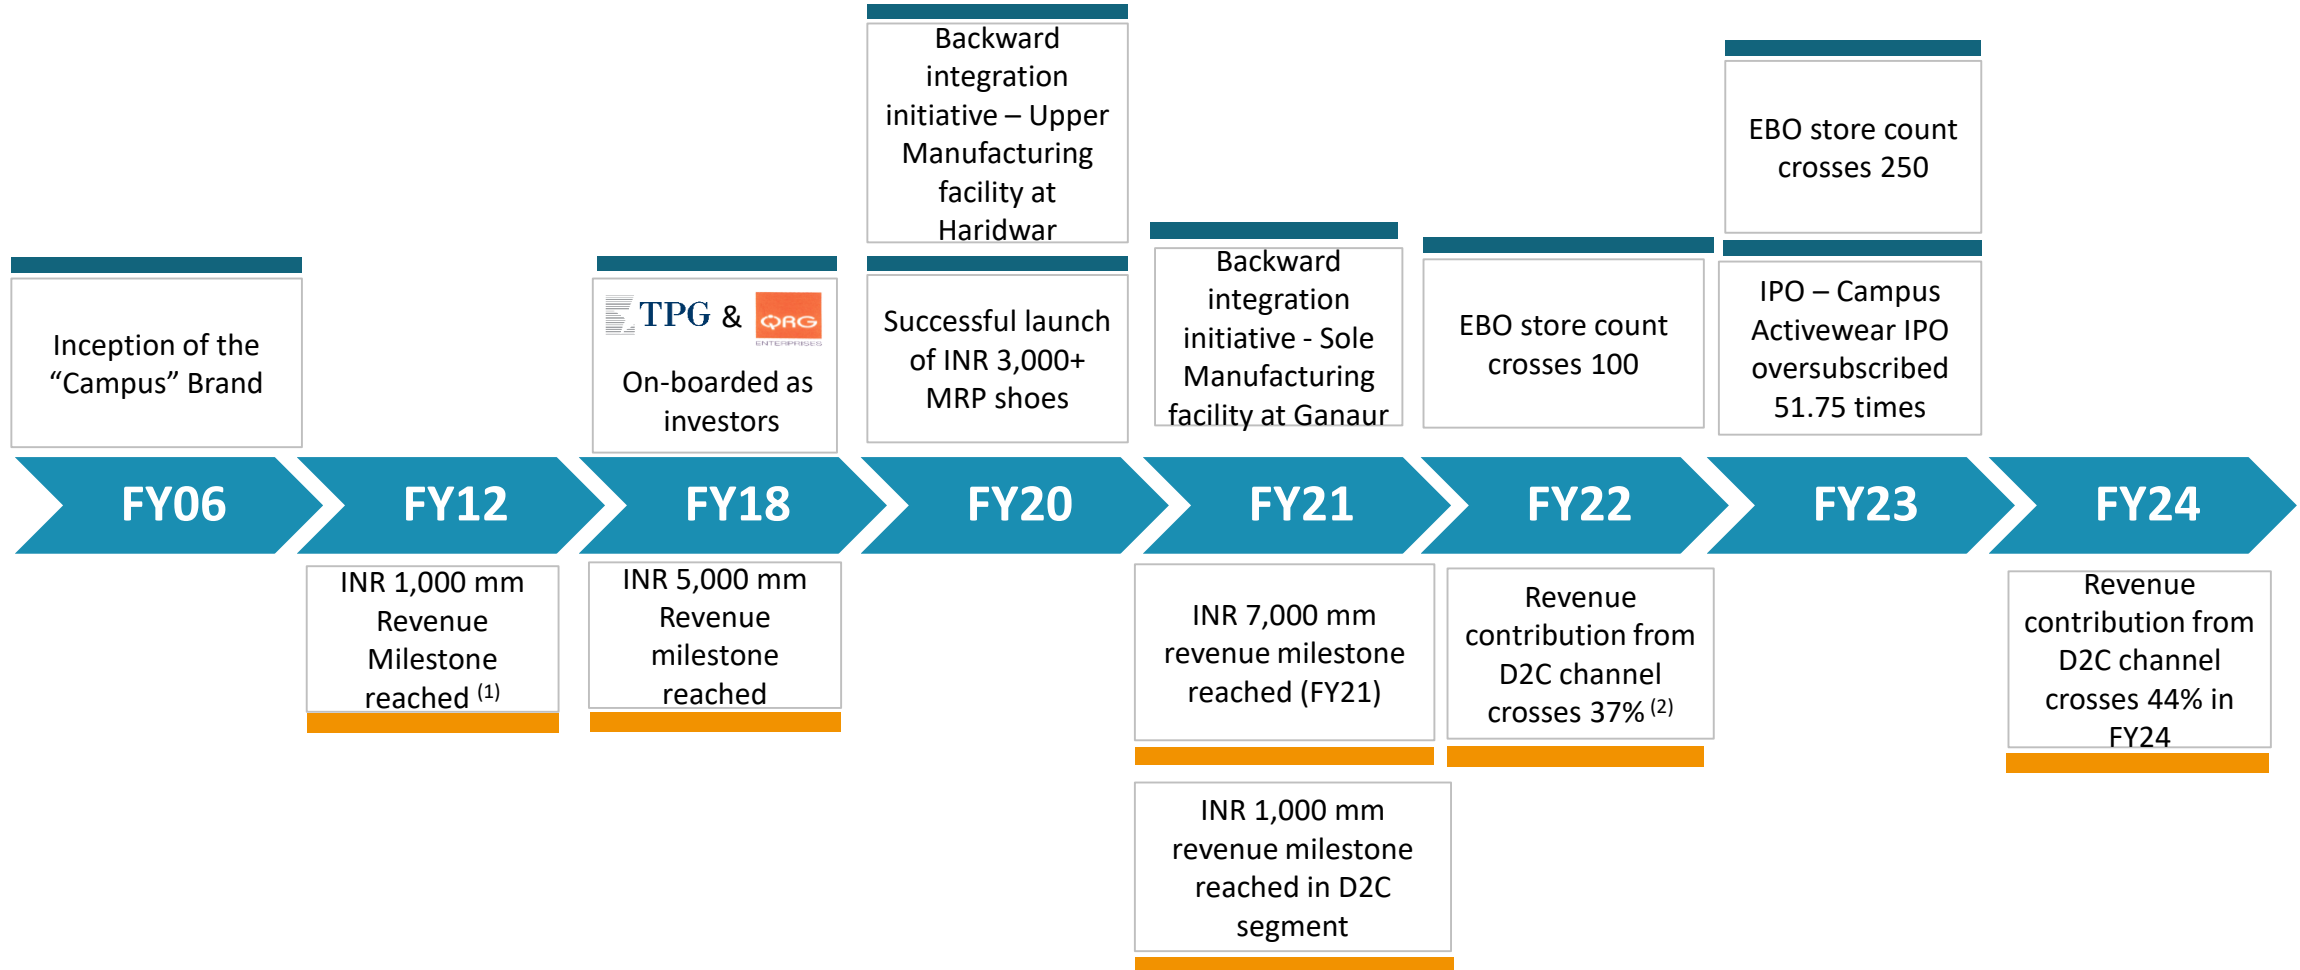 Backward
integration
initiative – Upper
Manufacturing
facility at
Haridwar
EBO store count
crosses 250
Inception of the
“Campus” Brand
TPG & QRG
ENTERPRISES
On-boarded as
investors
Successful launch
of INR 3,000+
MRP shoes
Backward
integration
initiative - Sole
Manufacturing
facility at Ganaur
EBO store count
crosses 100
IPO – Campus
Activewear IPO
oversubscribed
51.75 times
FY06
FY12
FY18
FY20
FY21
FY22
FY23
FY24
INR 1,000 mm
Revenue
Milestone
reached (1)
INR 5,000 mm
Revenue
milestone
reached
INR 7,000 mm
revenue milestone
reached (FY21)
Revenue
contribution from
D2C channel
crosses 37% (2)
Revenue
contribution from
D2C channel
crosses 44% in
FY24
INR 1,000 mm
revenue milestone
reached in D2C
segment